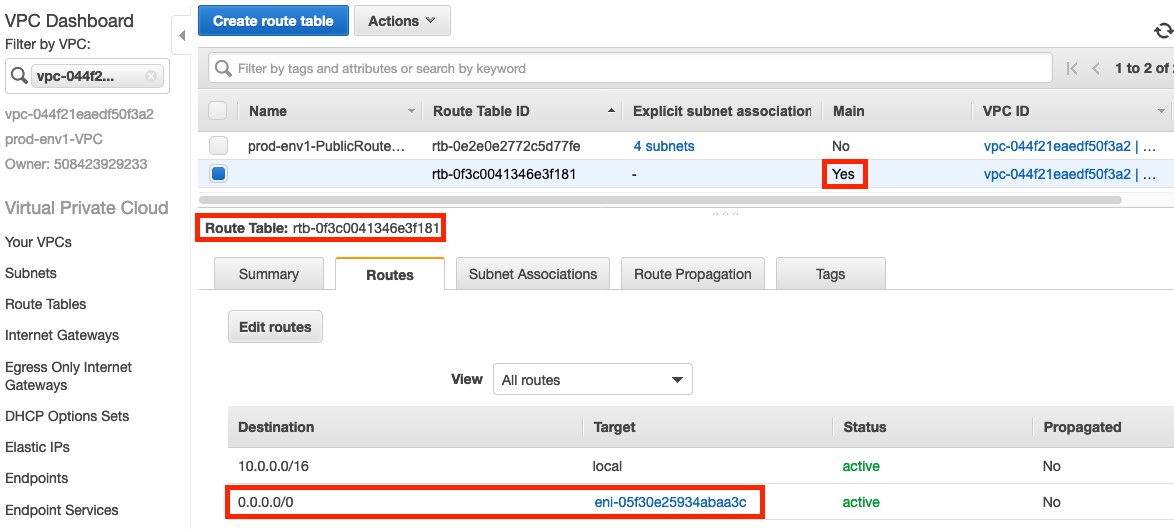 VPC Dashboard
Filter by VPC:
vpc-044f2...
vpc-044f21eaedf50f3a2
prod-env1-VPC
Owner: 508423929233
Virtual Private Cloud
Your VPCs
Subnets
Route Tables
Internet Gateways
Egress Only Internet
Gateways
DHCP Options Sets
Elastic IPs
Endpoints
Endpoint Services
Create route table Actions
Filter by tags and attributes or search by keyword 1 to 2 of
Name Route Table ID Explicit subnet association Main VPC ID
prod-env1-PublicRoute... rtb-0e2e0e2772c5d77fe 4 subnets No vpc-044f21eaedf50f3a2 | ...
rtb-0f3c0041346e3f181 - Yes vpc-044f21eaedf50f3a2 | ...
Route Table: rtb-0f3c0041346e3f181
Summary Routes Subnet Associations Route Propagation Tags
Edit routes
View All routes
Destination Target Status Propagated
10.0.0.0/16 local active No
0.0.0.0/0 eni-05f30e25934abaa3c active No